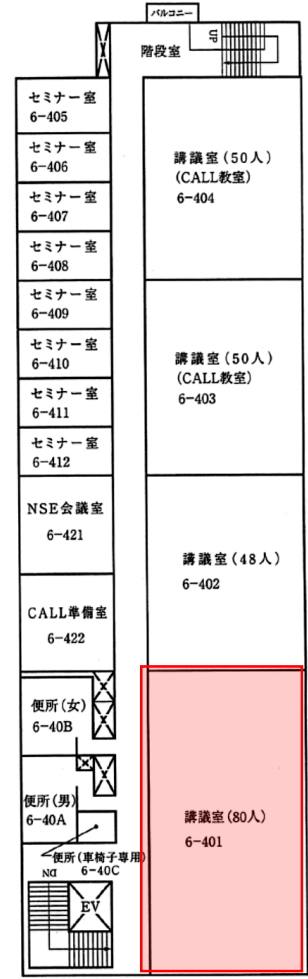 バルコニー
階段室
UP
セミナー室
6-405
セミナー室
6-406
セミナー室
6-407
セミナー室
6-408
セミナー室
6-409
セミナー室
6-410
セミナー室
6-411
セミナー室
6-412
NSE会議室
6-421
CALL準備室
6-422
便所(女)
6-40B
便所(男)
6-40A
便所(車椅子専用)
6-40C
DN
EV
講議室(50人)
(CALL教室)
6-404
講議室(50人)
(CALL教室)
6-403
講議室(48人)
6-402
講議室(80人)
6-401